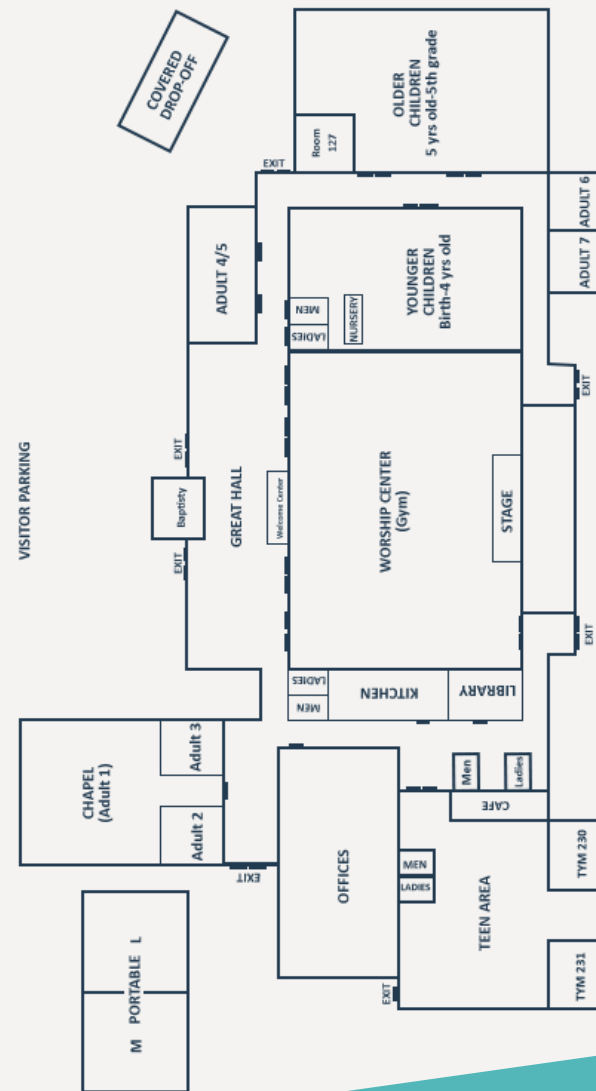 VISITOR PARKING
COVERED
DROP-OFF
M PORTABLE L
CHAPEL
(Adult 1)
Adult 2
Adult 3
EXIT
EXIT
Baptisty
EXIT
GREAT HALL
ADULT 4/5
EXIT
Room
127
OLDER
CHILDREN
5 yrs old-5th grade
OFFICES
MEN
LADIES
KITCHEN
LIBRARY
Welcome Center
WORSHIP CENTER
(Gym)
STAGE
LADIES
MEN
NURSERY
YOUNGER
CHILDREN
Birth-4 yrs old
EXIT
MEN
LADIES
TEEN AREA
Men
Ladies
CAFE
TYM 231
TYM 230
EXIT
EXIT
ADULT 7
ADULT 6